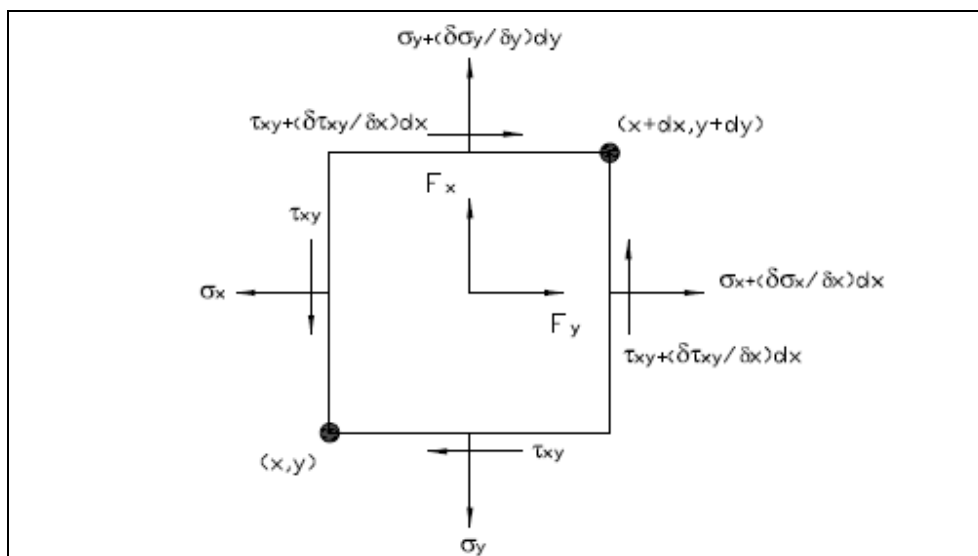 σy+(δσy/δy)dy
τxy+(δτxy/δx)dx
(x+dx,y+dy)
Fx
τxy
σx
σx+(δσx/δx)dx
Fy
τxy+(δτxy/δx)dx
(x,y)
τxy
σy